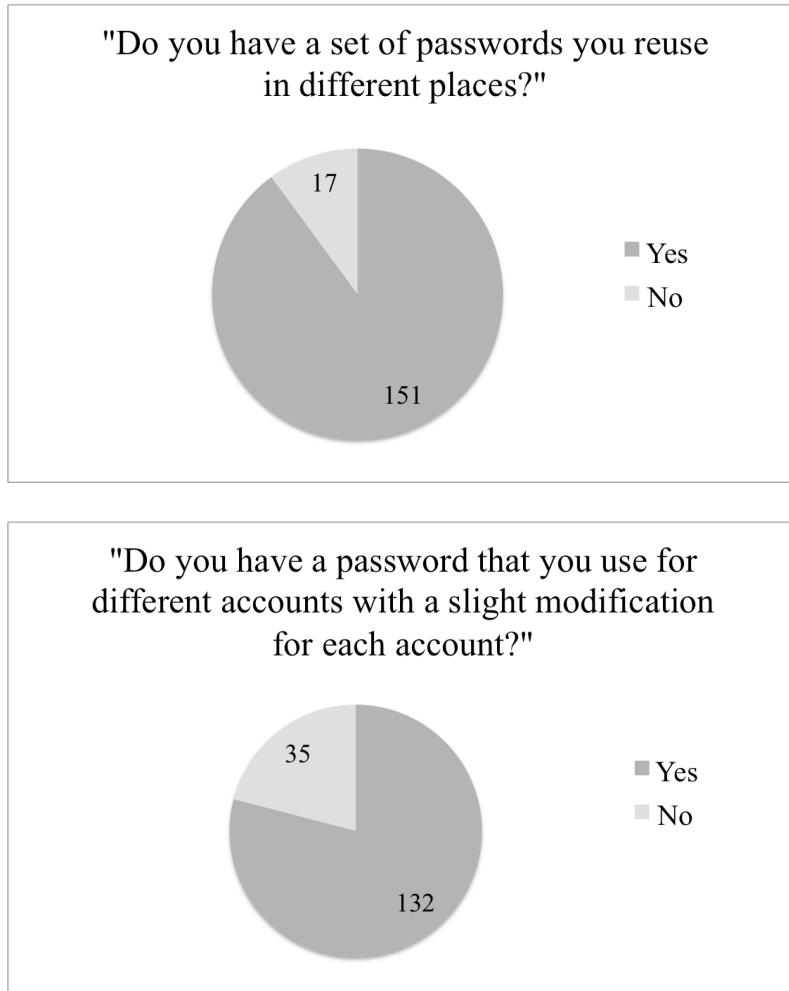 "Do you have a set of passwords you reuse
in different places?"
17
Yes
No
151
"Do you have a password that you use for
different accounts with a slight modification
for each account?"
35
Yes
No
132